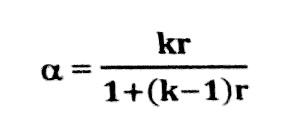 α = kr / 1+(k−1)r